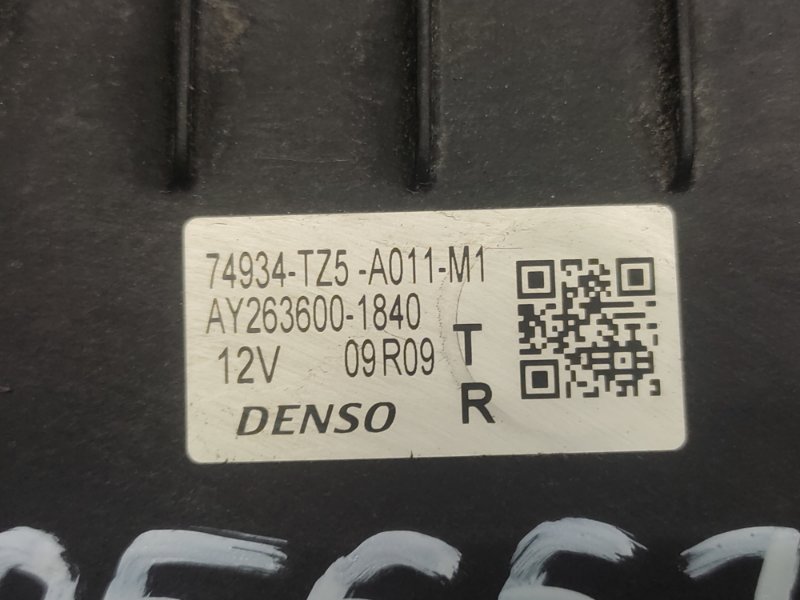 74934-TZ5-A011-M1
AY263600-1840
12V 09R09 T
DENSO R